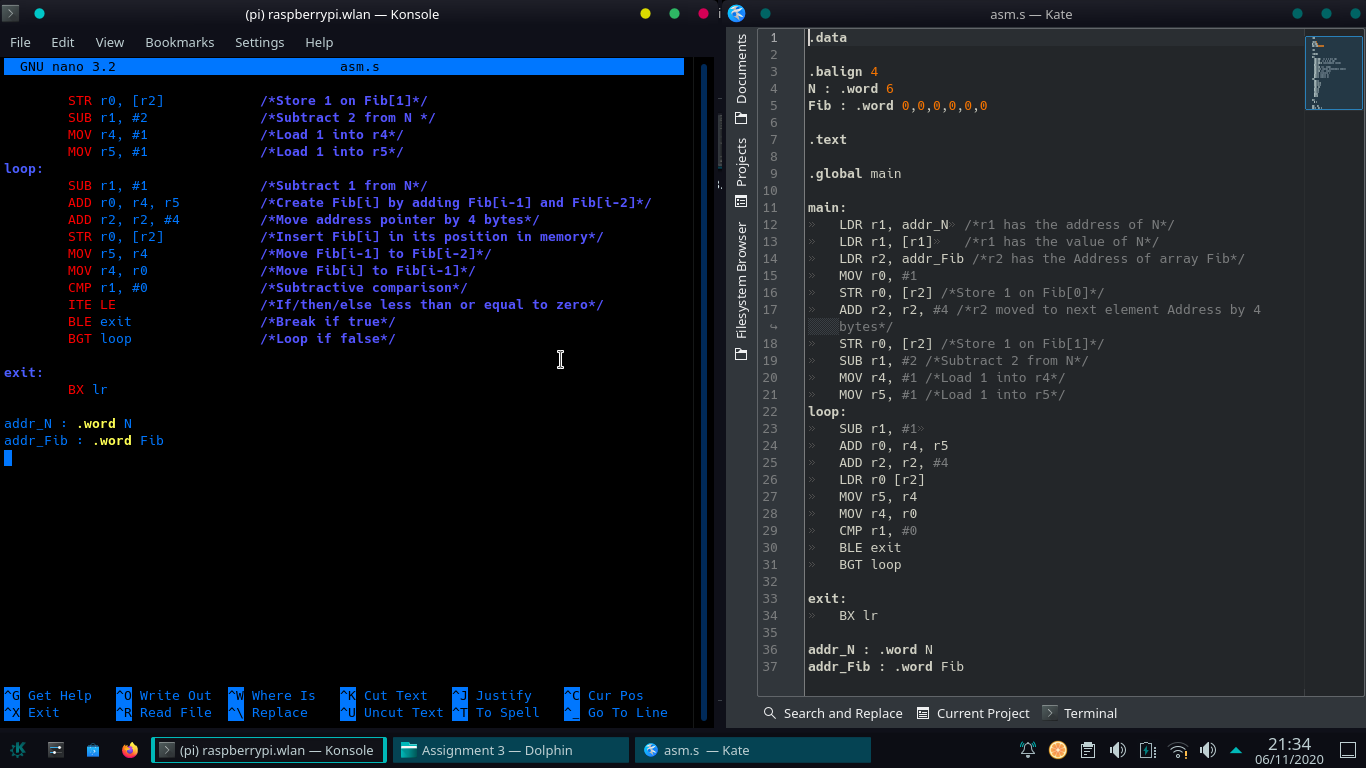 (pi) raspberrypi.wlan — Konsole
File Edit View Bookmarks Settings Help
GNU nano 3.2 asm.s
STR r0, [r2] /*Store 1 on Fib[1]*/
SUB r1, #2 /*Subtract 2 from N */
MOV r4, #1 /*Load 1 into r4*/
MOV r5, #1 /*Load 1 into r5*/
loop:
SUB r1, #1 /*Subtract 1 from N*/
ADD r0, r4, r5 /*Create Fib[i] by adding Fib[i-1] and Fib[i-2]*/
ADD r2, r2, #4 /*Move address pointer by 4 bytes*/
STR r0, [r2] /*Insert Fib[i] in its position in memory*/
MOV r5, r4 /*Move Fib[i-1] to Fib[i-2]*/
MOV r4, r0 /*Move Fib[i] to Fib[i-1]*/
CMP r1, #0 /*Subtractive comparison*/
ITE LE /*If/then/else less than or equal to zero*/
BLE exit /*Break if true*/
BGT loop /*Loop if false*/
exit:
BX lr
addr_N : .word N
addr_Fib : .word Fib
^G Get Help ^O Write Out ^W Where Is ^K Cut Text ^J Justify ^C Cur Pos
^X Exit ^R Read File ^\ Replace ^U Uncut Text ^T To Spell ^_ Go To Line
asm.s — Kate
Documents
Projects
Filesystem Browser
1 .data
2
3 .balign 4
4 N : .word 6
5 Fib : .word 0,0,0,0,0,0
6
7 .text
8
9 .global main
10
11 main:
12 » LDR r1, addr_N» /*r1 has the address of N*/
13 » LDR r1, [r1]» /*r1 has the value of N*/
14 » LDR r2, addr_Fib /*r2 has the Address of array Fib*/
15 » MOV r0, #1
16 » STR r0, [r2] /*Store 1 on Fib[0]*/
17 » ADD r2, r2, #4 /*r2 moved to next element Address by 4
bytes*/
18 » STR r0, [r2] /*Store 1 on Fib[1]*/
19 » SUB r1, #2 /*Subtract 2 from N*/
20 » MOV r4, #1 /*Load 1 into r4*/
21 » MOV r5, #1 /*Load 1 into r5*/
22 loop:
23 » SUB r1, #1»
24 » ADD r0, r4, r5
25 » ADD r2, r2, #4
26 » LDR r0 [r2]
27 » MOV r5, r4
28 » MOV r4, r0
29 » CMP r1, #0
30 » BLE exit
31 » BGT loop
32
33 exit:
34 » BX lr
35
36 addr_N : .word N
37 addr_Fib : .word Fib
Search and Replace Current Project Terminal
(pi) raspberrypi.wlan — Konsole
Assignment 3 — Dolphin
asm.s — Kate
21:34
06/11/2020